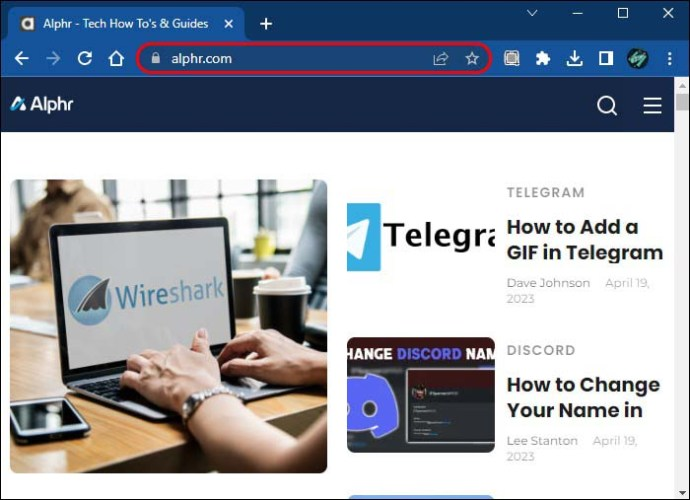 Alphr - Tech How To's & Guides
alphr.com
Alphr
Wireshark
Telegra
TELEGRAM
How to Add a
GIF in Telegram
Dave Johnson April 19,
2023
HANGE DISCORD NAM
DISCORD
How to Change
Your Name in
Lee Stanton April 19,
2023